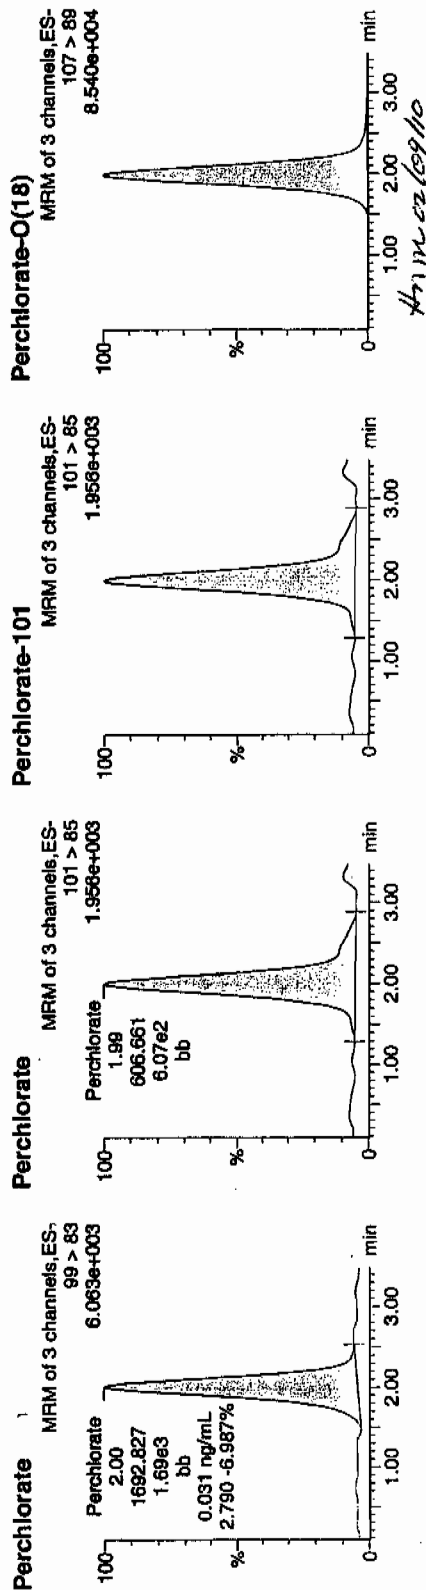 Perchlorate
MRM of 3 channels,ES-
99 > 83
6.063e+003
100
Perchlorate
2.00
1692.827
1.69e3
bb
0.031 ng/mL
2.790 -6.987%
%
0
1.00
2.00
3.00
min
Perchlorate
MRM of 3 channels,ES-
101 > 85
1.956e+003
100
Perchlorate
1.99
606.661
6.07e2
bb
%
0
1.00
2.00
3.00
min
Perchlorate-101
MRM of 3 channels,ES-
101 > 85
1.956e+003
100
%
0
1.00
2.00
3.00
min
Perchlorate-O(18)
MRM of 3 channels,ES-
107 > 89
8.540e+004
100
%
0
1.00
2.00
3.00
min
02/09/10